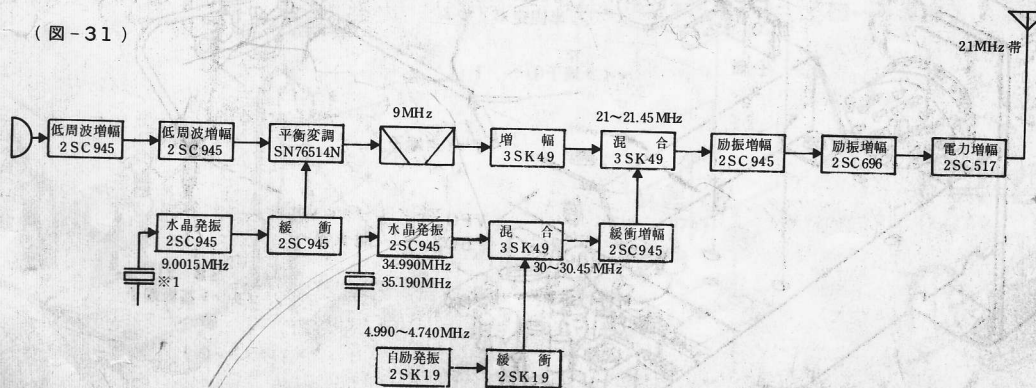 (図-31)
21MHz帯
9MHz
21〜21.45MHz
低周波増幅
2SC945
低周波増幅
2SC945
平衡変調
SN76514N
増幅
3SK49
混合
3SK49
励振増幅
2SC945
励振増幅
2SC696
電力増幅
2SC517
水晶発振
2SC945
緩衝
2SC945
水晶発振
2SC945
混合
3SK49
緩衝増幅
2SC945
9.0015MHz
※1
34.990MHz
35.190MHz
30〜30.45MHz
4.990〜4.740MHz
自励発振
2SK19
緩衝
2SK19